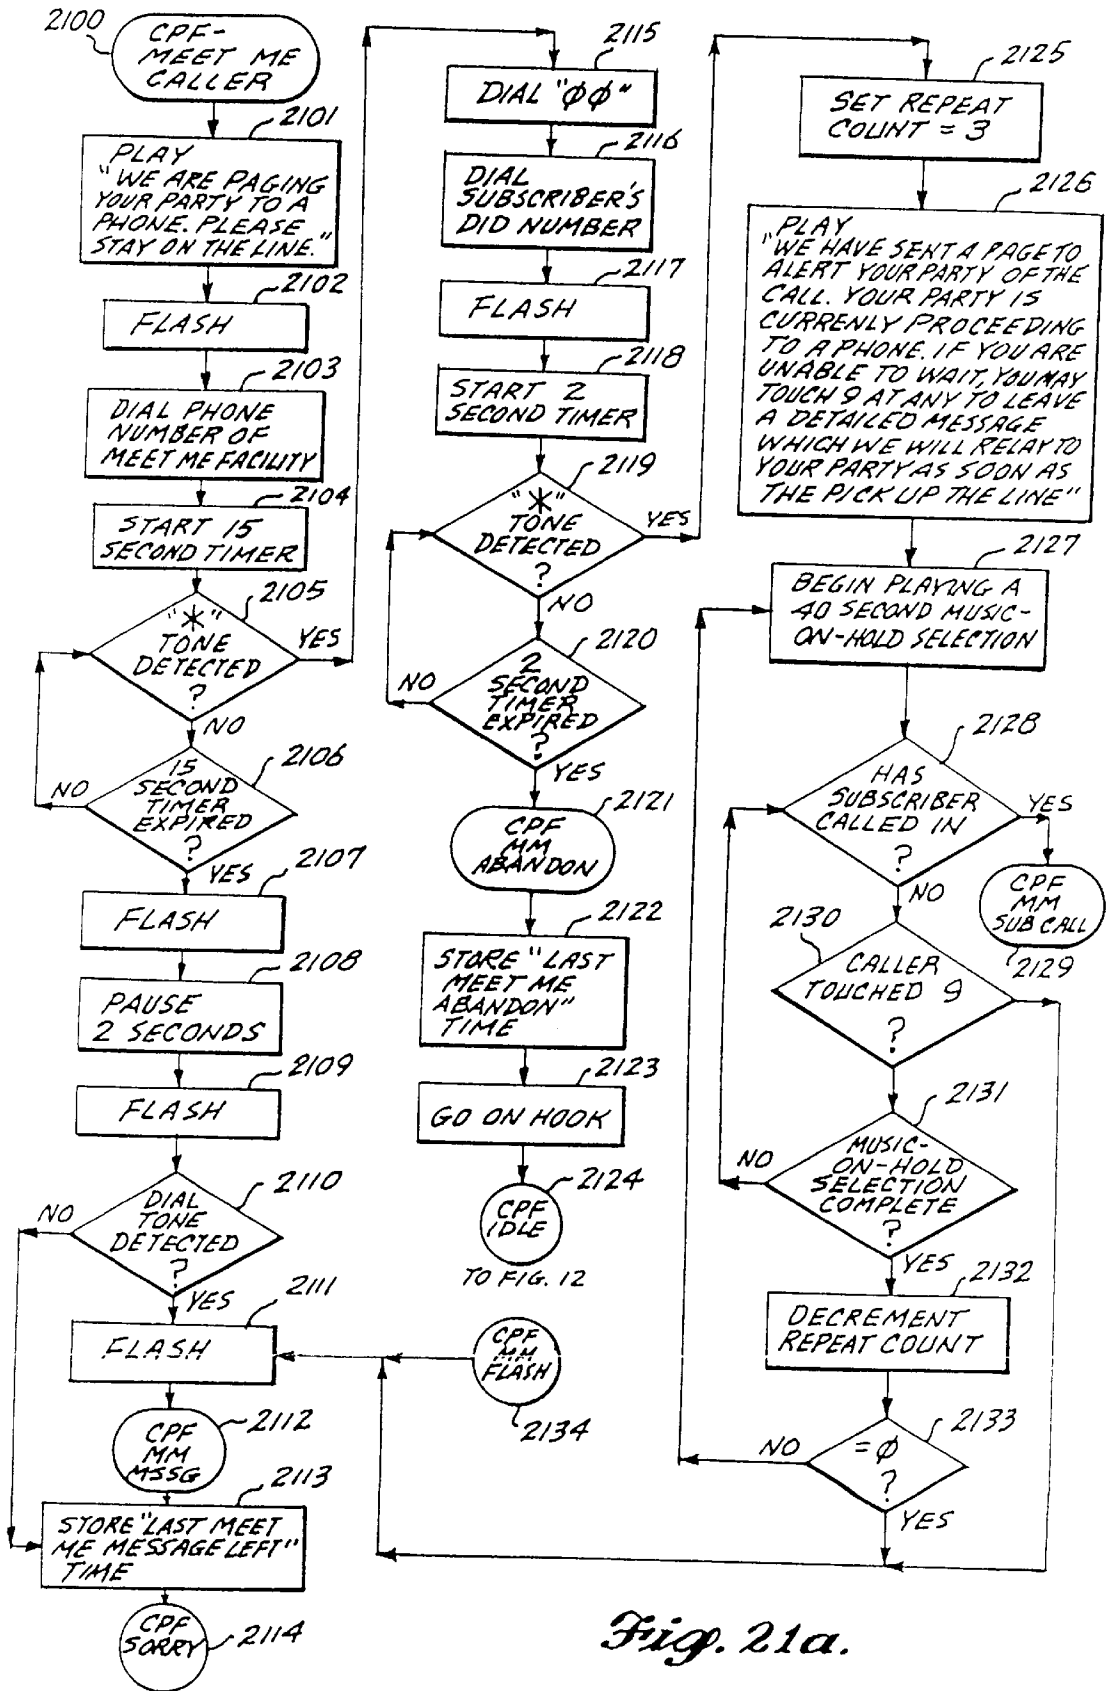 2100
CPF-
MEET ME
CALLER
2101
PLAY
"WE ARE PAGING
YOUR PARTY TO A
PHONE. PLEASE
STAY ON THE LINE."
2102
FLASH
2103
DIAL PHONE
NUMBER OF
MEET ME FACILITY
2104
START 15
SECOND TIMER
2105
"*"
TONE
DETECTED
?
YES
NO
2106
15
SECOND
TIMER
EXPIRED
?
NO
YES
2107
FLASH
2108
PAUSE
2 SECONDS
2109
FLASH
2110
DIAL
TONE
DETECTED
?
NO
YES
2111
FLASH
2112
CPF
MM
MSSG
2113
STORE "LAST MEET
ME MESSAGE LEFT"
TIME
2114
CPF
SORRY
2115
DIAL "φφ"
2116
DIAL
SUBSCRIBER'S
DID NUMBER
2117
FLASH
2118
START 2
SECOND TIMER
2119
"*"
TONE
DETECTED
?
YES
NO
2120
2
SECOND
TIMER
EXPIRED
?
NO
YES
2121
CPF
MM
ABANDON
2122
STORE "LAST
MEET ME
ABANDON"
TIME
2123
GO ON HOOK
2124
CPF
IDLE
TO FIG. 12
CPF
MM
FLASH
2134
2125
SET REPEAT
COUNT = 3
2126
PLAY
"WE HAVE SENT A PAGE TO
ALERT YOUR PARTY OF THE
CALL. YOUR PARTY IS
CURRENLY PROCEEDING
TO A PHONE. IF YOU ARE
UNABLE TO WAIT, YOU MAY
TOUCH 9 AT ANY TO LEAVE
A DETAILED MESSAGE
WHICH WE WILL RELAY TO
YOUR PARTY AS SOON AS
THE PICK UP THE LINE"
2127
BEGIN PLAYING A
40 SECOND MUSIC-
ON-HOLD SELECTION
2128
HAS
SUBSCRIBER
CALLED IN
?
YES
NO
CPF
MM
SUB CALL
2129
2130
CALLER
TOUCHED 9
?
2131
MUSIC-
ON-HOLD
SELECTION
COMPLETE
?
NO
YES
2132
DECREMENT
REPEAT COUNT
2133
= φ
?
NO
YES
Fig. 21a.